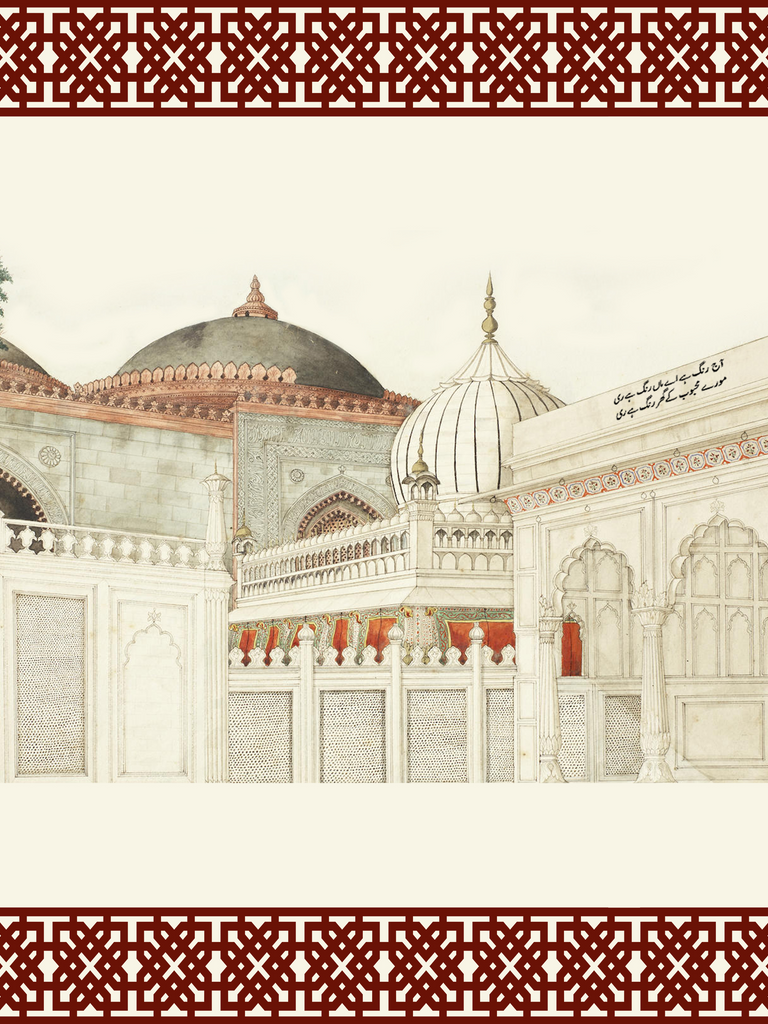 آج رنگ ہے اے ماں رنگ ہے ری
مورے محبوب کے گھر رنگ ہے ری